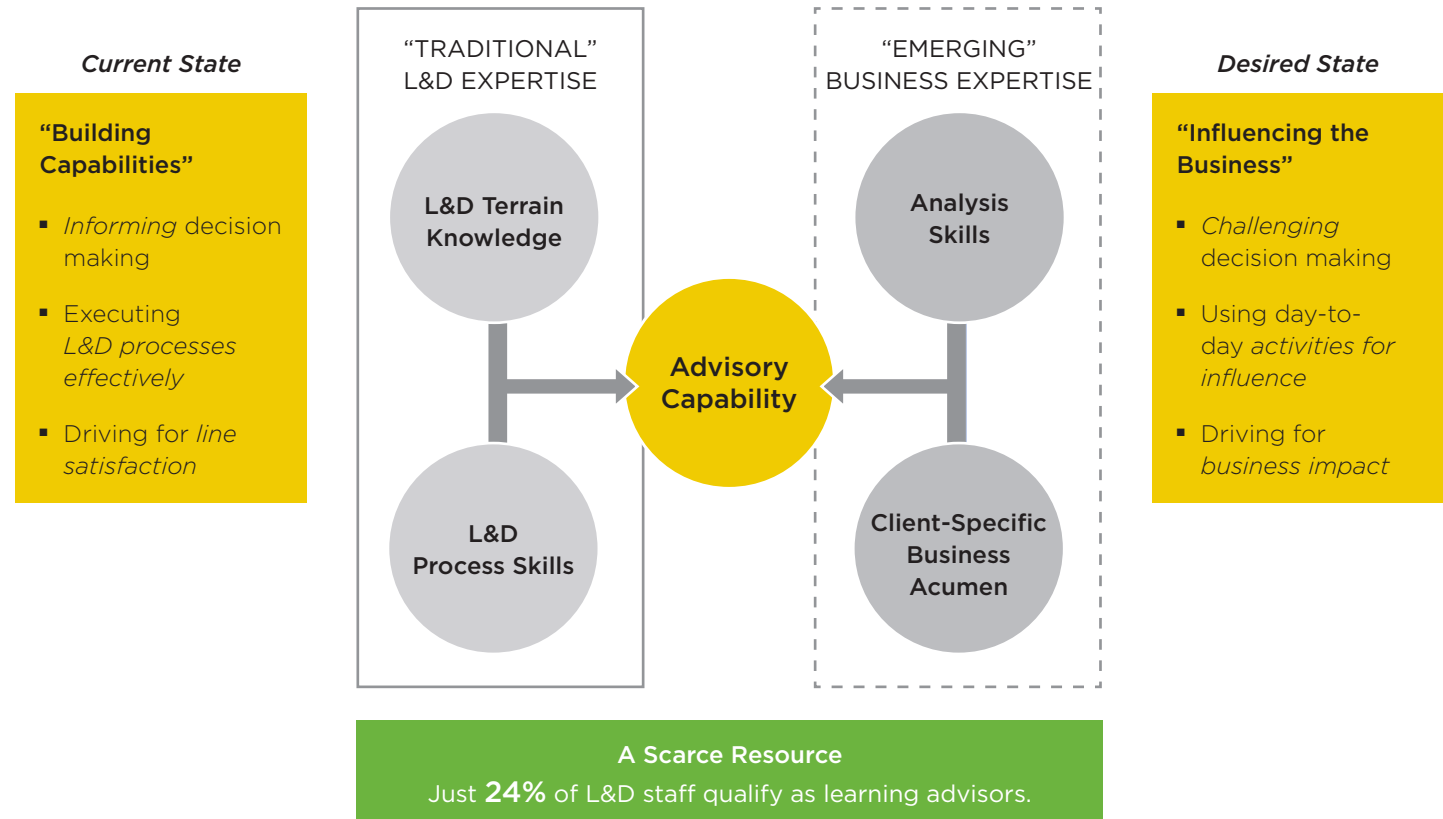 Current State
“Building
Capabilities”
▪ Informing decision
making
▪ Executing
L&D processes
effectively
▪ Driving for line
satisfaction
“TRADITIONAL”
L&D EXPERTISE
L&D Terrain
Knowledge
L&D
Process Skills
Advisory
Capability
“EMERGING”
BUSINESS EXPERTISE
Analysis
Skills
Client-Specific
Business
Acumen
Desired State
“Influencing the
Business”
▪ Challenging
decision making
▪ Using day-to-
day activities for
influence
▪ Driving for
business impact
A Scarce Resource
Just 24% of L&D staff qualify as learning advisors.